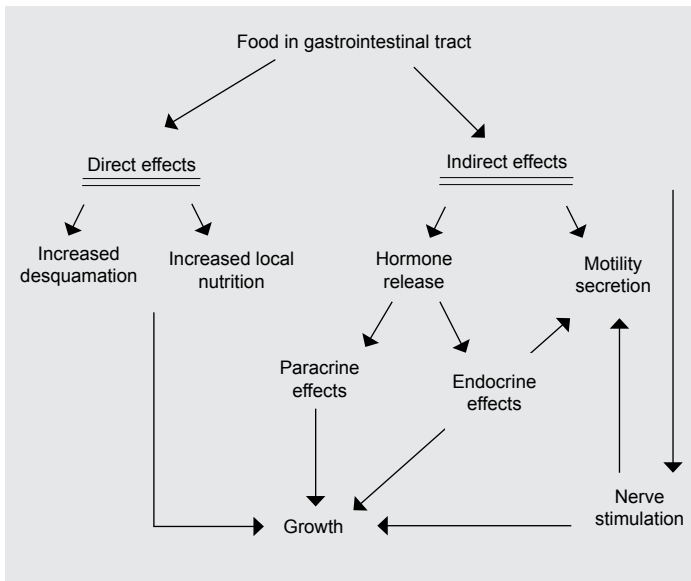 Food in gastrointestinal tract
Direct effects
Indirect effects
Increased
desquamation
Increased local
nutrition
Hormone
release
Motility
secretion
Paracrine
effects
Endocrine
effects
Nerve
stimulation
Growth